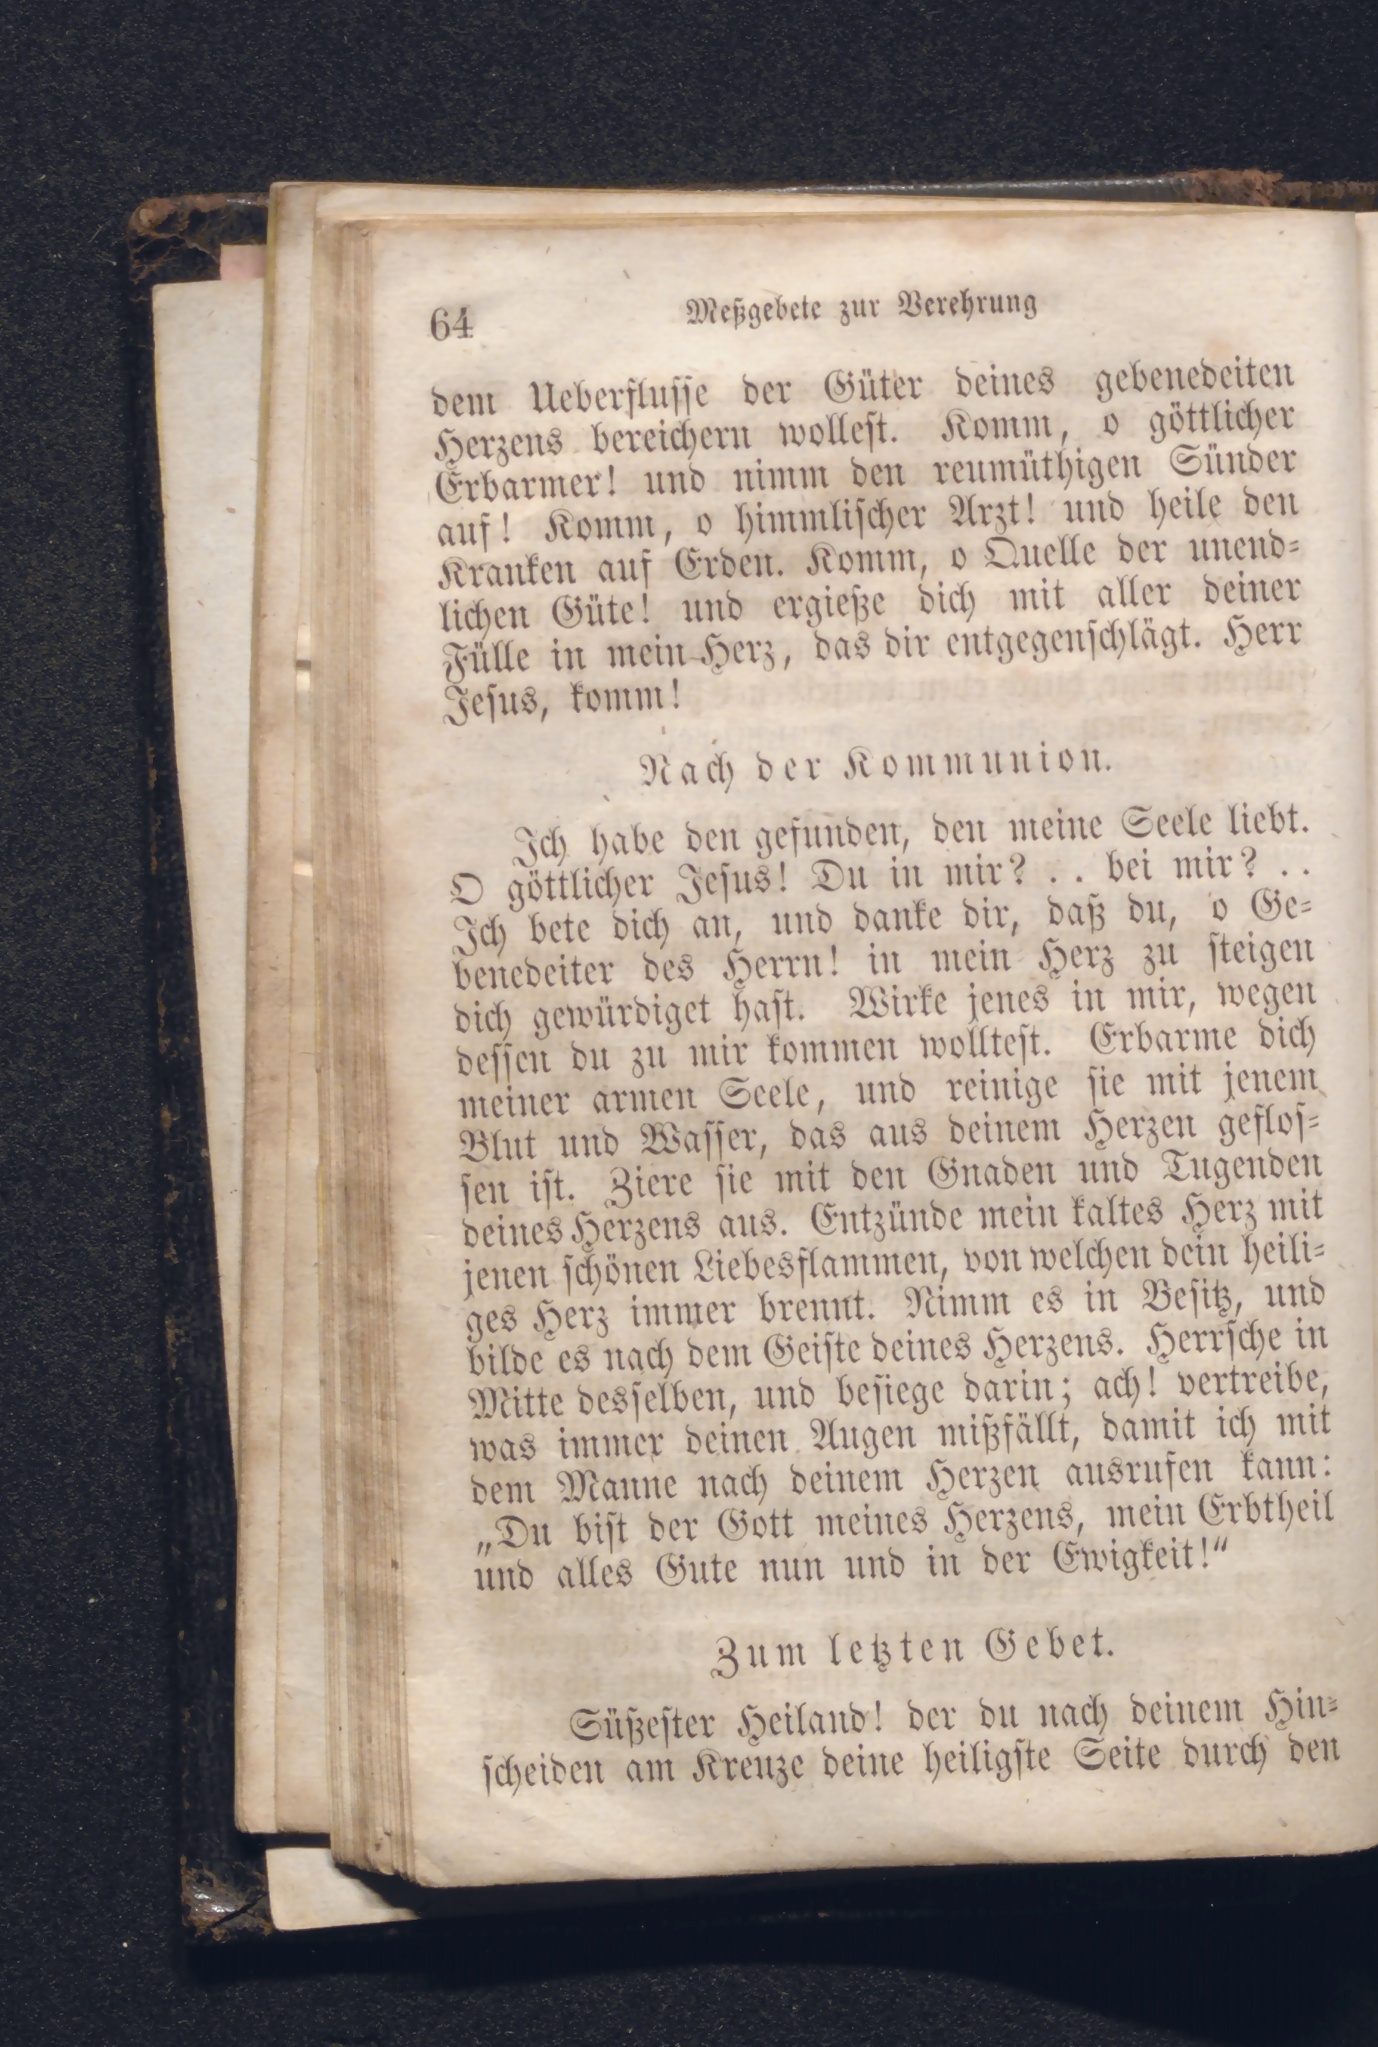 64
Meßgebete zur Verehrung
dem Ueberflusse der Güter deines gebenedeiten
Herzens bereichern wollest. Komm, o göttlicher
Erbarmer! und nimm den reumüthigen Sünder
auf! Komm, o himmlischer Arzt! und heile den
Kranken auf Erden. Komm, o Quelle der unend-
lichen Güte! und ergieße dich mit aller deiner
Fülle in mein Herz, das dir entgegenschlägt. Herr
Jesus, komm!
Nach der Kommunion.
Ich habe den gefunden, den meine Seele liebt.
O göttlicher Jesus! Du in mir? . . bei mir? . .
Ich bete dich an, und danke dir, daß du, o Ge-
benedeiter des Herrn! in mein Herz zu steigen
dich gewürdiget hast. Wirke jenes in mir, wegen
dessen du zu mir kommen wolltest. Erbarme dich
meiner armen Seele, und reinige sie mit jenem
Blut und Wasser, das aus deinem Herzen geflos-
sen ist. Ziere sie mit den Gnaden und Tugenden
deines Herzens aus. Entzünde mein kaltes Herz mit
jenen schönen Liebesflammen, von welchen dein heili-
ges Herz immer brennt. Nimm es in Besitz, und
bilde es nach dem Geiste deines Herzens. Herrsche in
Mitte desselben, und besiege darin; ach! vertreibe,
was immer deinen Augen mißfällt, damit ich mit
dem Manne nach deinem Herzen ausrufen kann:
„Du bist der Gott meines Herzens, mein Erbtheil
und alles Gute nun und in der Ewigkeit!“
Zum letzten Gebet.
Süßester Heiland! der du nach deinem Hin-
scheiden am Kreuze deine heiligste Seite durch den